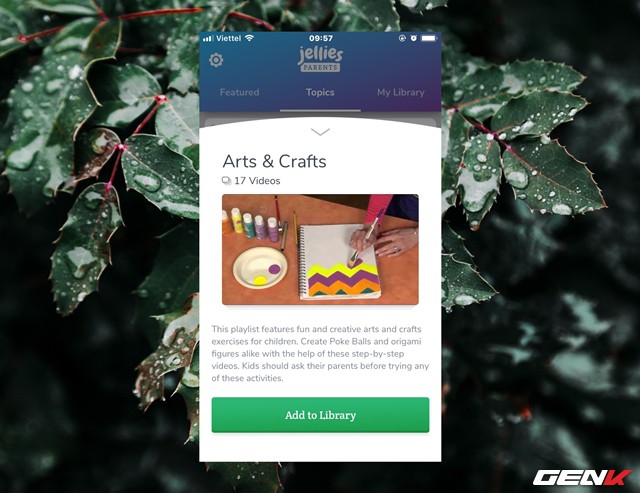 Viettel 09:57
jellies
PARENTS
Featured Topics My Library
Arts & Crafts
17 Videos
This playlist features fun and creative arts and crafts
exercises for children. Create Poke Balls and origami
figures alike with the help of these step-by-step
videos. Kids should ask their parents before trying any
of these activities.
Add to Library
GENK